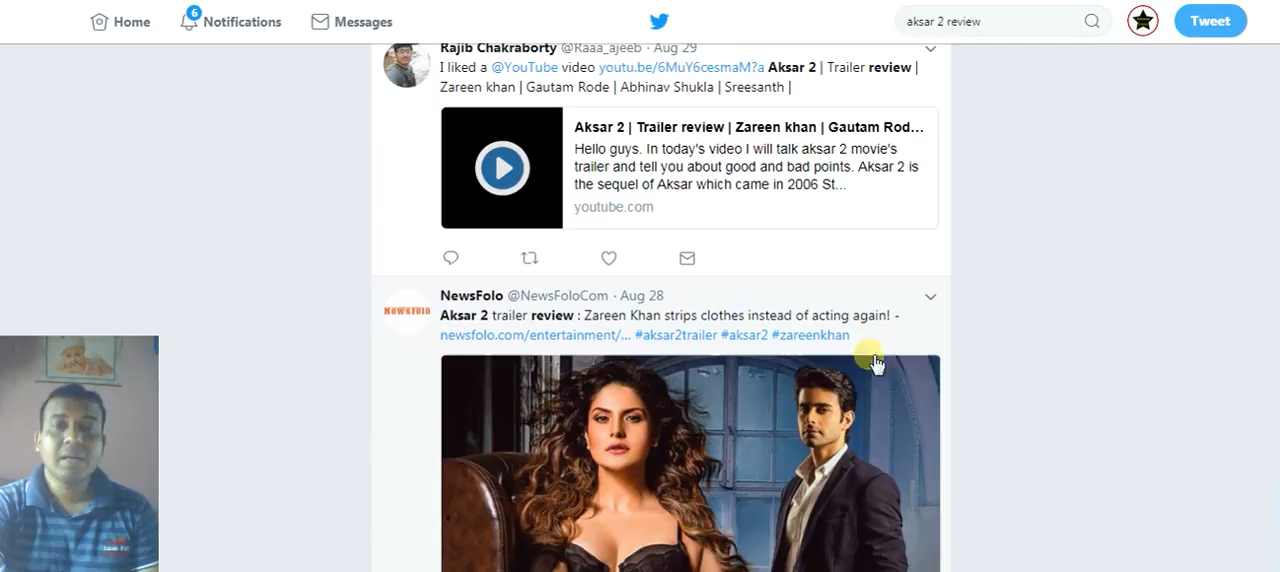 Home
6
Notifications
Messages
aksar 2 review
Tweet
Rajib Chakraborty @Raaa_ajeeb · Aug 29
I liked a @YouTube video youtu.be/6MuY6cesmaM?a Aksar 2 | Trailer review |
Zareen khan | Gautam Rode | Abhinav Shukla | Sreesanth |
Aksar 2 | Trailer review | Zareen khan | Gautam Rod...
Hello guys. In today's video I will talk aksar 2 movie's
trailer and tell you about good and bad points. Aksar 2 is
the sequel of Aksar which came in 2006 St...
youtube.com
NEWSFOLO
NewsFolo @NewsFoloCom · Aug 28
Aksar 2 trailer review : Zareen Khan strips clothes instead of acting again! -
newsfolo.com/entertainment/... #aksar2trailer #aksar2 #zareenkhan